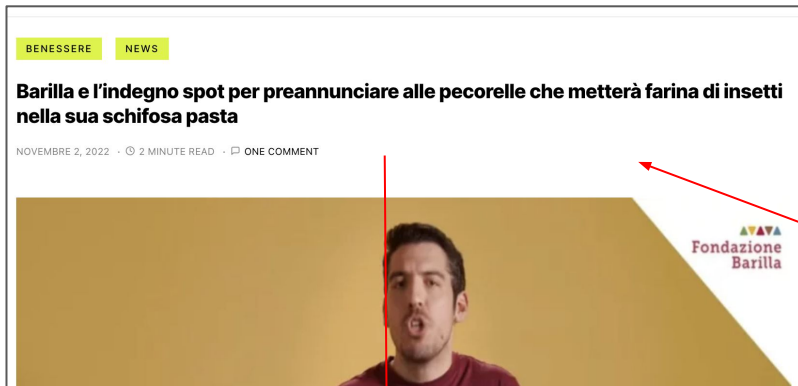 BENESSERE NEWS
Barilla e l’indegno spot per preannunciare alle pecorelle che metterà farina di insetti
nella sua schifosa pasta
NOVEMBRE 2, 2022 - 2 MINUTE READ - ONE COMMENT
Fondazione
Barilla